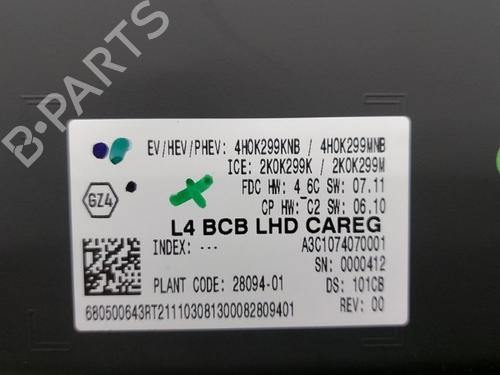 EV/HEV/PHEV: 4H0K299KNB / 4H0K299MNB
ICE: 2K0K299K / 2K0K299M
FDC HW: 4_6C SW: 07.11
GZ4
CP HW: C2 SW: 06.10
L4 BCB LHD CAREG
INDEX: ---
A3C1074070001
SN: 0000412
PLANT CODE: 28094-01
DS: 101CB
680500643RT21110308130008280​9401
REV: 00
B-PARTS